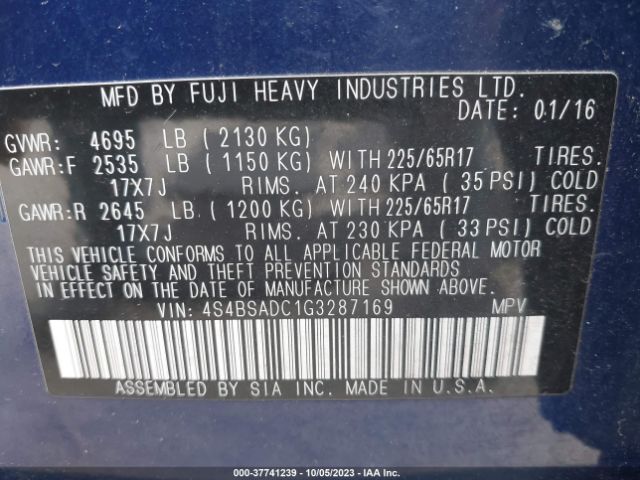 MFD BY FUJI HEAVY INDUSTRIES LTD.
DATE: 01/16
GVWR: 4695 LB (2130 KG)
GAWR:F 2535 LB (1150 KG) WITH 225/65R17 TIRES.
17X7J RIMS. AT 240 KPA (35 PSI) COLD
GAWR:R 2645 LB (1200 KG) WITH 225/65R17 TIRES.
17X7J RIMS. AT 230 KPA (33 PSI) COLD
THIS VEHICLE CONFORMS TO ALL APPLICABLE FEDERAL MOTOR
VEHICLE SAFETY AND THEFT PREVENTION STANDARDS
IN EFFECT ON THE DATE OF MANUFACTURE SHOWN ABOVE.
VIN: 4S4BSADC1G3287169 MPV
ASSEMBLED BY SIA INC. MADE IN U.S.A.
000-37741239 - 10/05/2023 - IAA Inc.